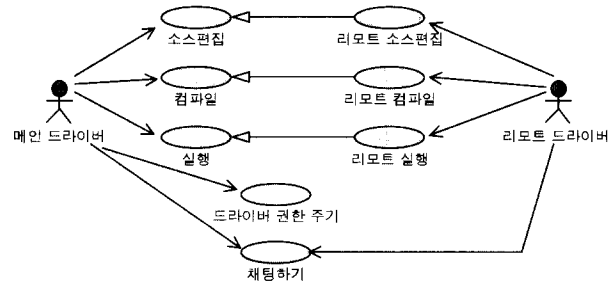 소스편집 리모트 소스편집
컴파일 리모트 컴파일
메인 드라이버 실행 리모트 실행 리모트 드라이버
드라이버 권한 주기
채팅하기